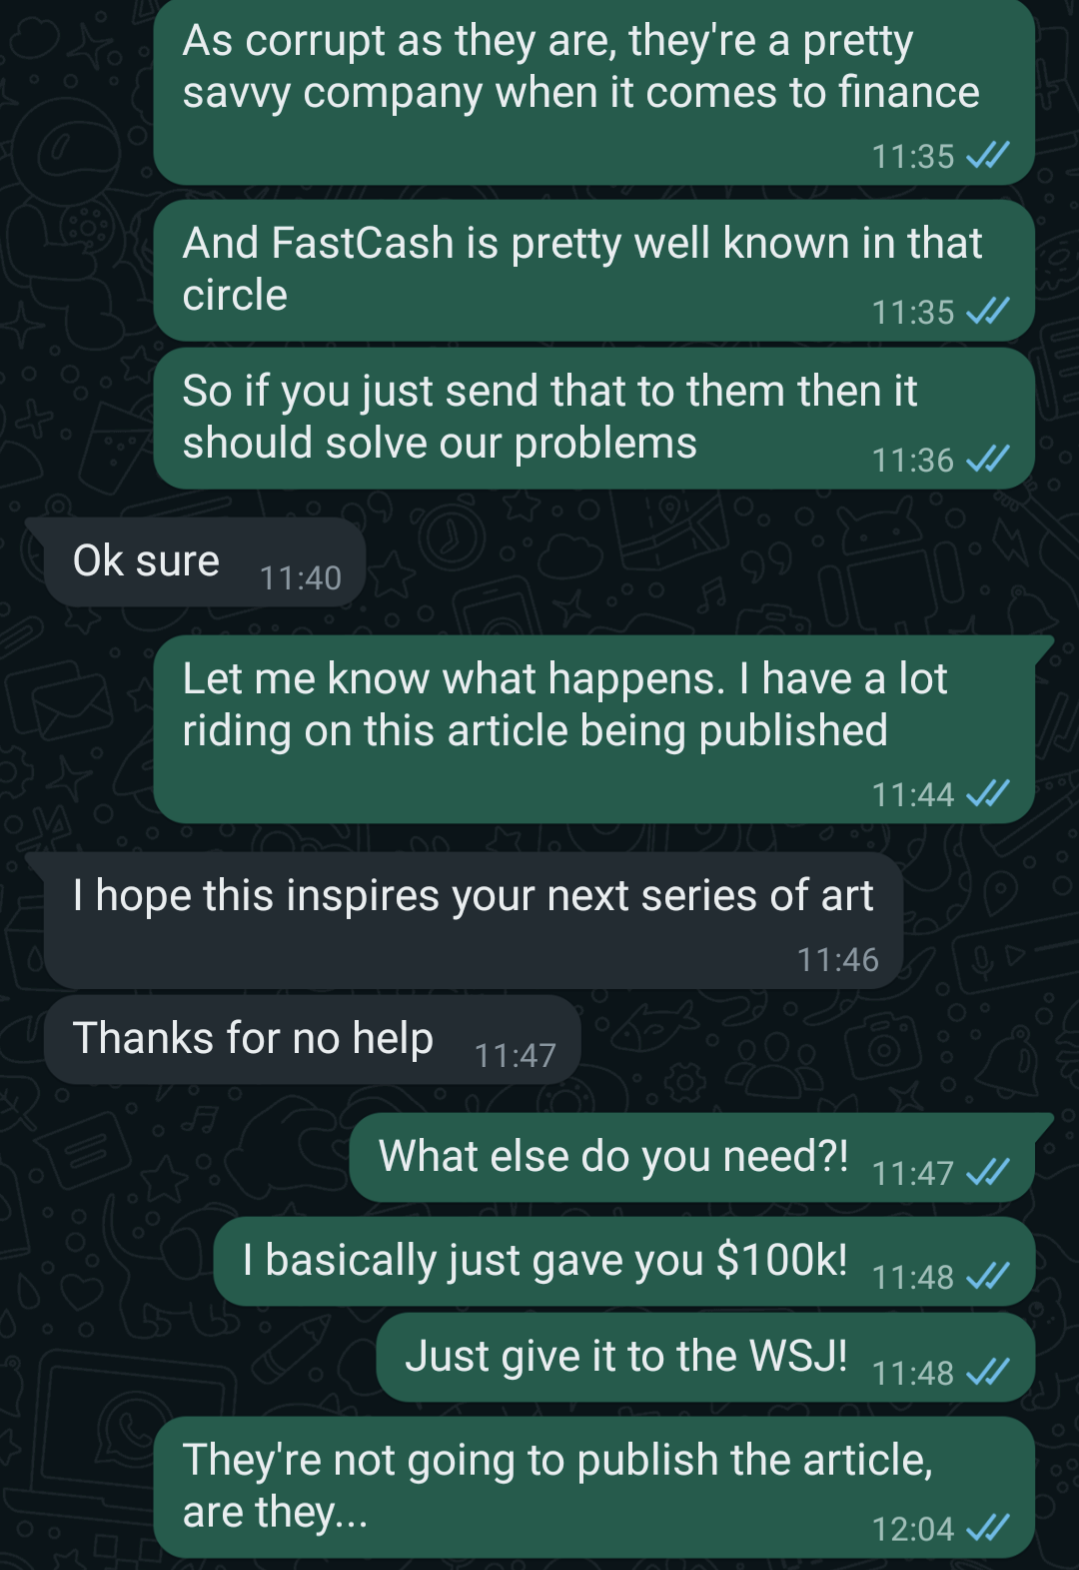 As corrupt as they are, they're a pretty
savvy company when it comes to finance
11:35
And FastCash is pretty well known in that
circle
11:35
So if you just send that to them then it
should solve our problems
11:36
Ok sure
11:40
Let me know what happens. I have a lot
riding on this article being published
11:44
I hope this inspires your next series of art
11:46
Thanks for no help
11:47
What else do you need?!
11:47
I basically just gave you $100k!
11:48
Just give it to the WSJ!
11:48
They're not going to publish the article,
are they...
12:04